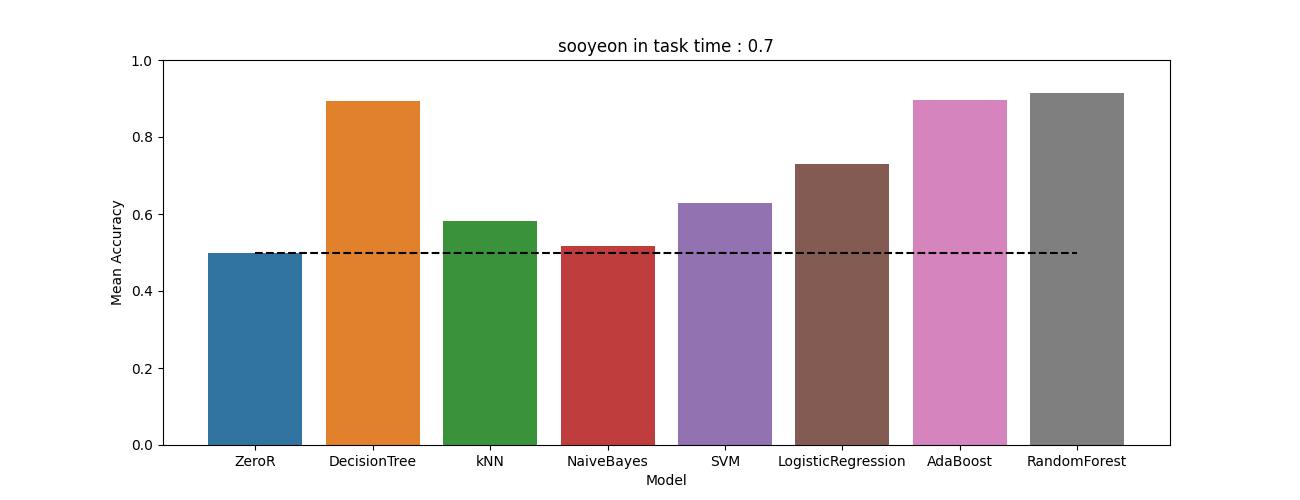 sooyeon in task time : 0.7
1.0
0.8
0.6
0.4
0.2
0.0
Mean Accuracy
ZeroR DecisionTree kNN NaiveBayes SVM LogisticRegression AdaBoost RandomForest
Model